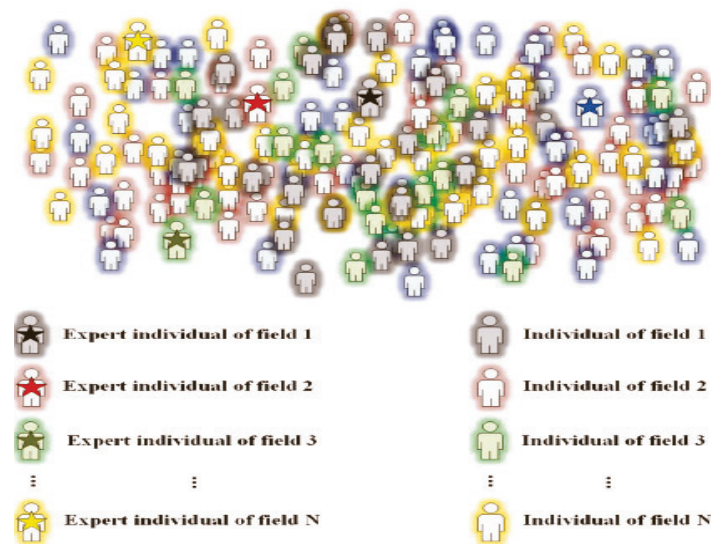 Expert individual of field 1
Individual of field 1
Expert individual of field 2
Individual of field 2
Expert individual of field 3
Individual of field 3
⋮ ⋮ ⋮ ⋮
Expert individual of field N
Individual of field N